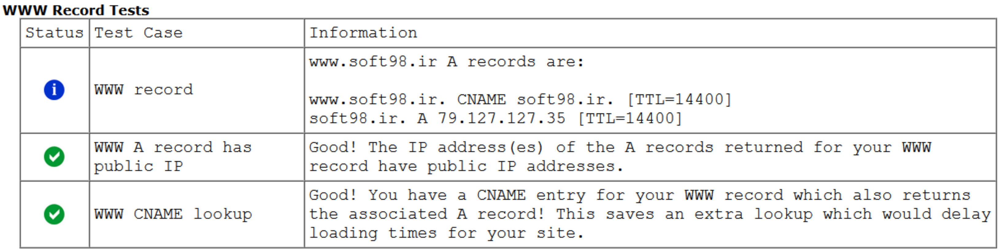 WWW Record Tests
Status Test Case Information
WWW record
www.soft98.ir A records are:
www.soft98.ir. CNAME soft98.ir. [TTL=14400]
soft98.ir. A 79.127.127.35 [TTL=14400]
WWW A record has
public IP
Good! The IP address(es) of the A records returned for your WWW
record have public IP addresses.
WWW CNAME lookup
Good! You have a CNAME entry for your WWW record which also returns
the associated A record! This saves an extra lookup which would delay
loading times for your site.